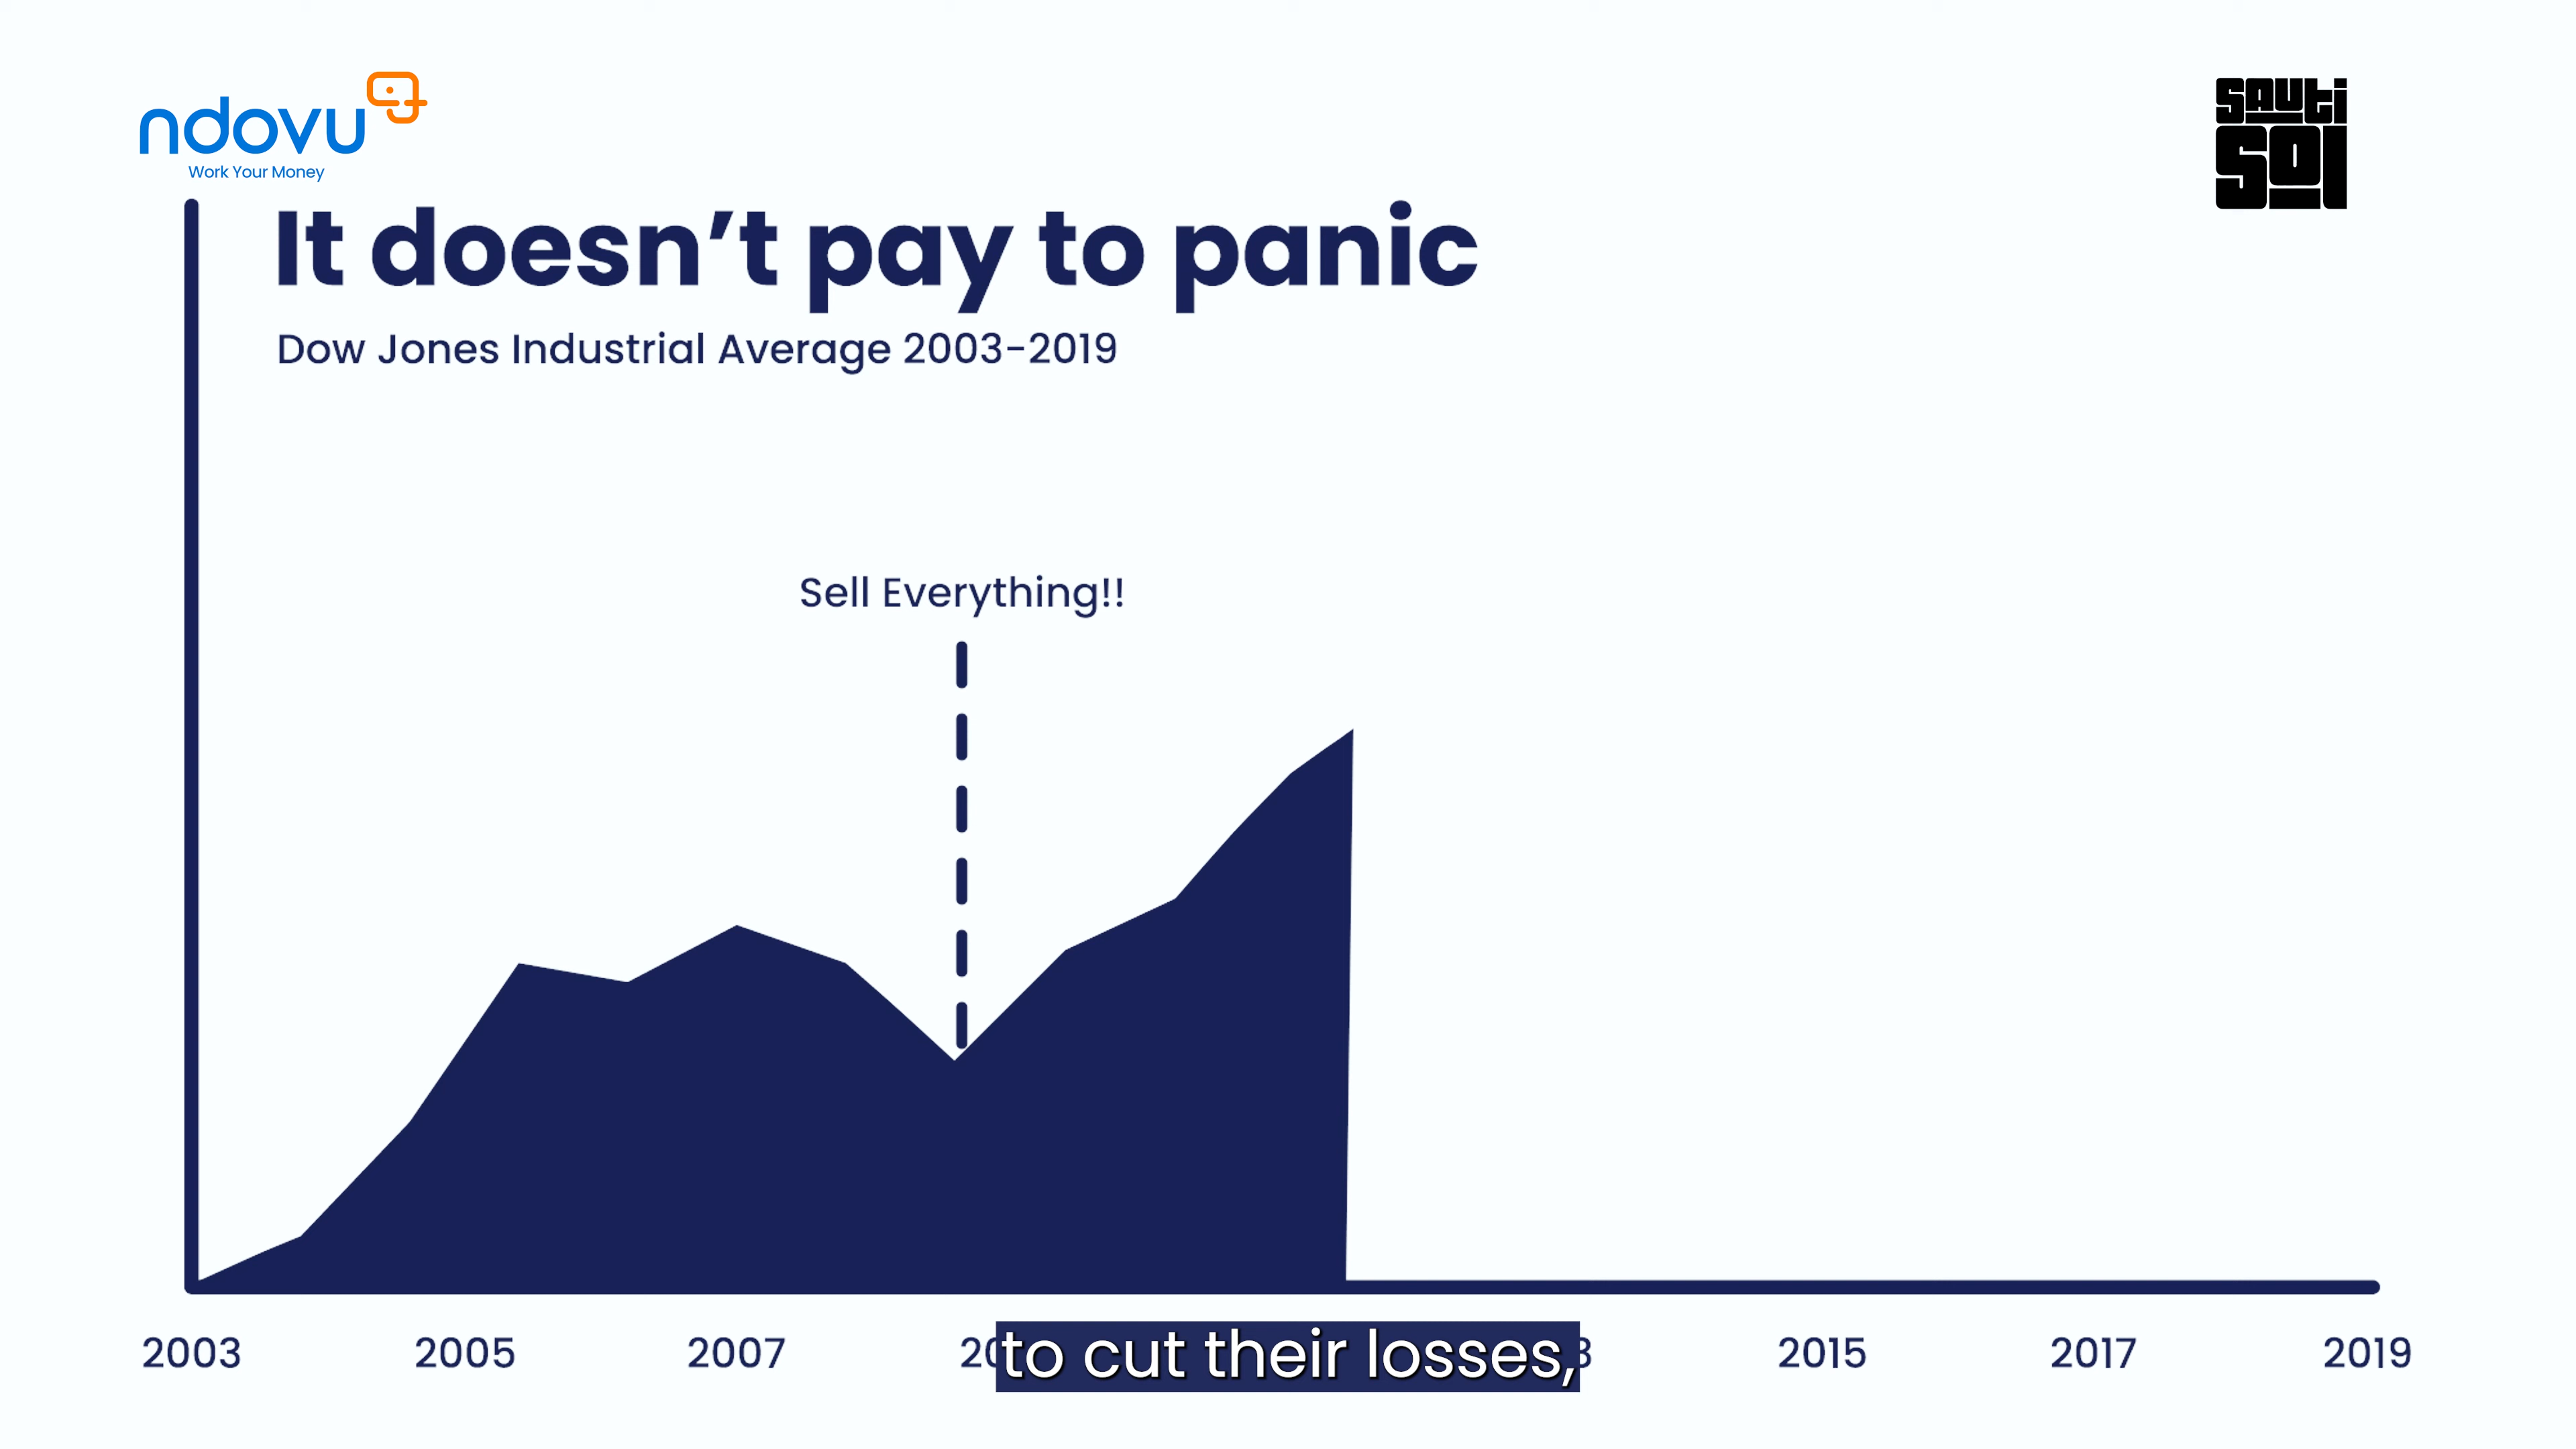 ndovu
Work Your Money
SAUTI
SOL
It doesn't pay to panic
Dow Jones Industrial Average 2003-2019
Sell Everything!!
2003 2005 2007 2015 2017 2019
to cut their losses,